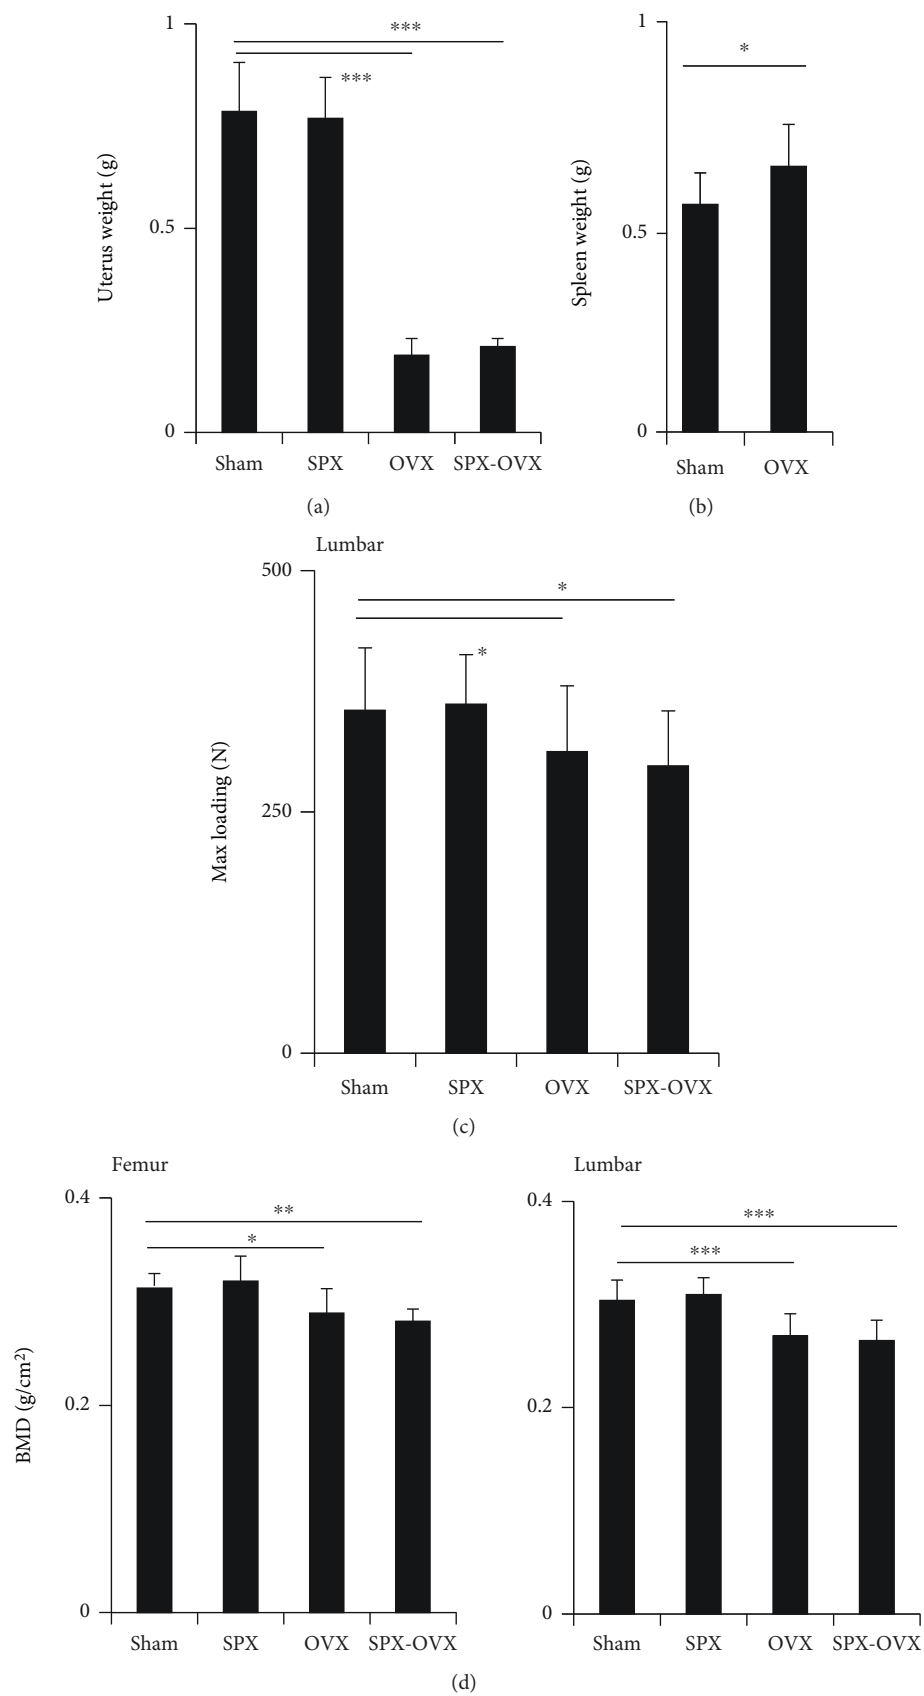 1
0.5
0
Uterus weight (g)
***
***
Sham SPX OVX SPX-OVX
(a)
1
0.5
0
Spleen weight (g)
*
Sham OVX
(b)
Lumbar
500
250
0
Max loading (N)
*
*
Sham SPX OVX SPX-OVX
(c)
Femur
0.4
0.2
0
BMD (g/cm²)
**
*
Sham SPX OVX SPX-OVX
Lumbar
0.4
0.2
0
***
***
Sham SPX OVX SPX-OVX
(d)